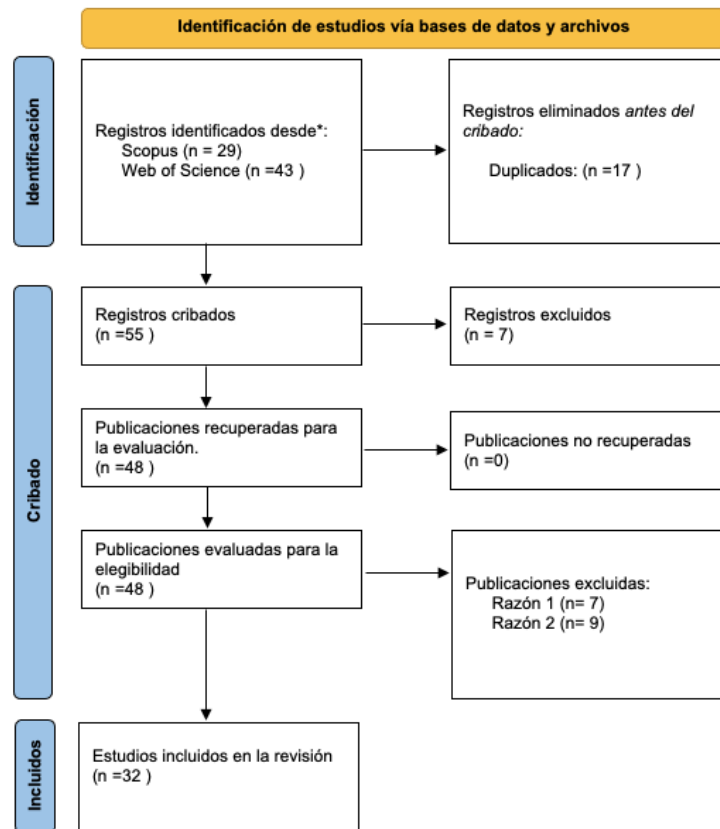 Identificación de estudios vía bases de datos y archivos
Identificación
Registros identificados desde*:
Scopus (n = 29)
Web of Science (n =43 )
Registros eliminados antes del
cribado:
Duplicados: (n =17 )
Cribado
Registros cribados
(n =55 )
Registros excluidos
(n = 7)
Publicaciones recuperadas para
la evaluación.
(n =48 )
Publicaciones no recuperadas
(n =0)
Publicaciones evaluadas para la
elegibilidad
(n =48 )
Publicaciones excluidas:
Razón 1 (n= 7)
Razón 2 (n= 9)
Incluidos
Estudios incluidos en la revisión
(n =32 )